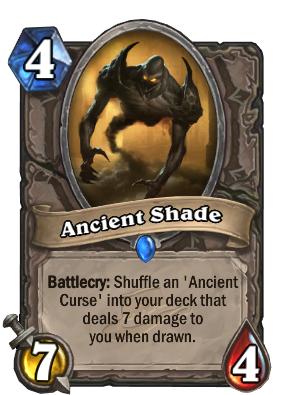 4
Ancient Shade
Battlecry: Shuffle an 'Ancient
Curse' into your deck that
deals 7 damage to
you when drawn.
7
4